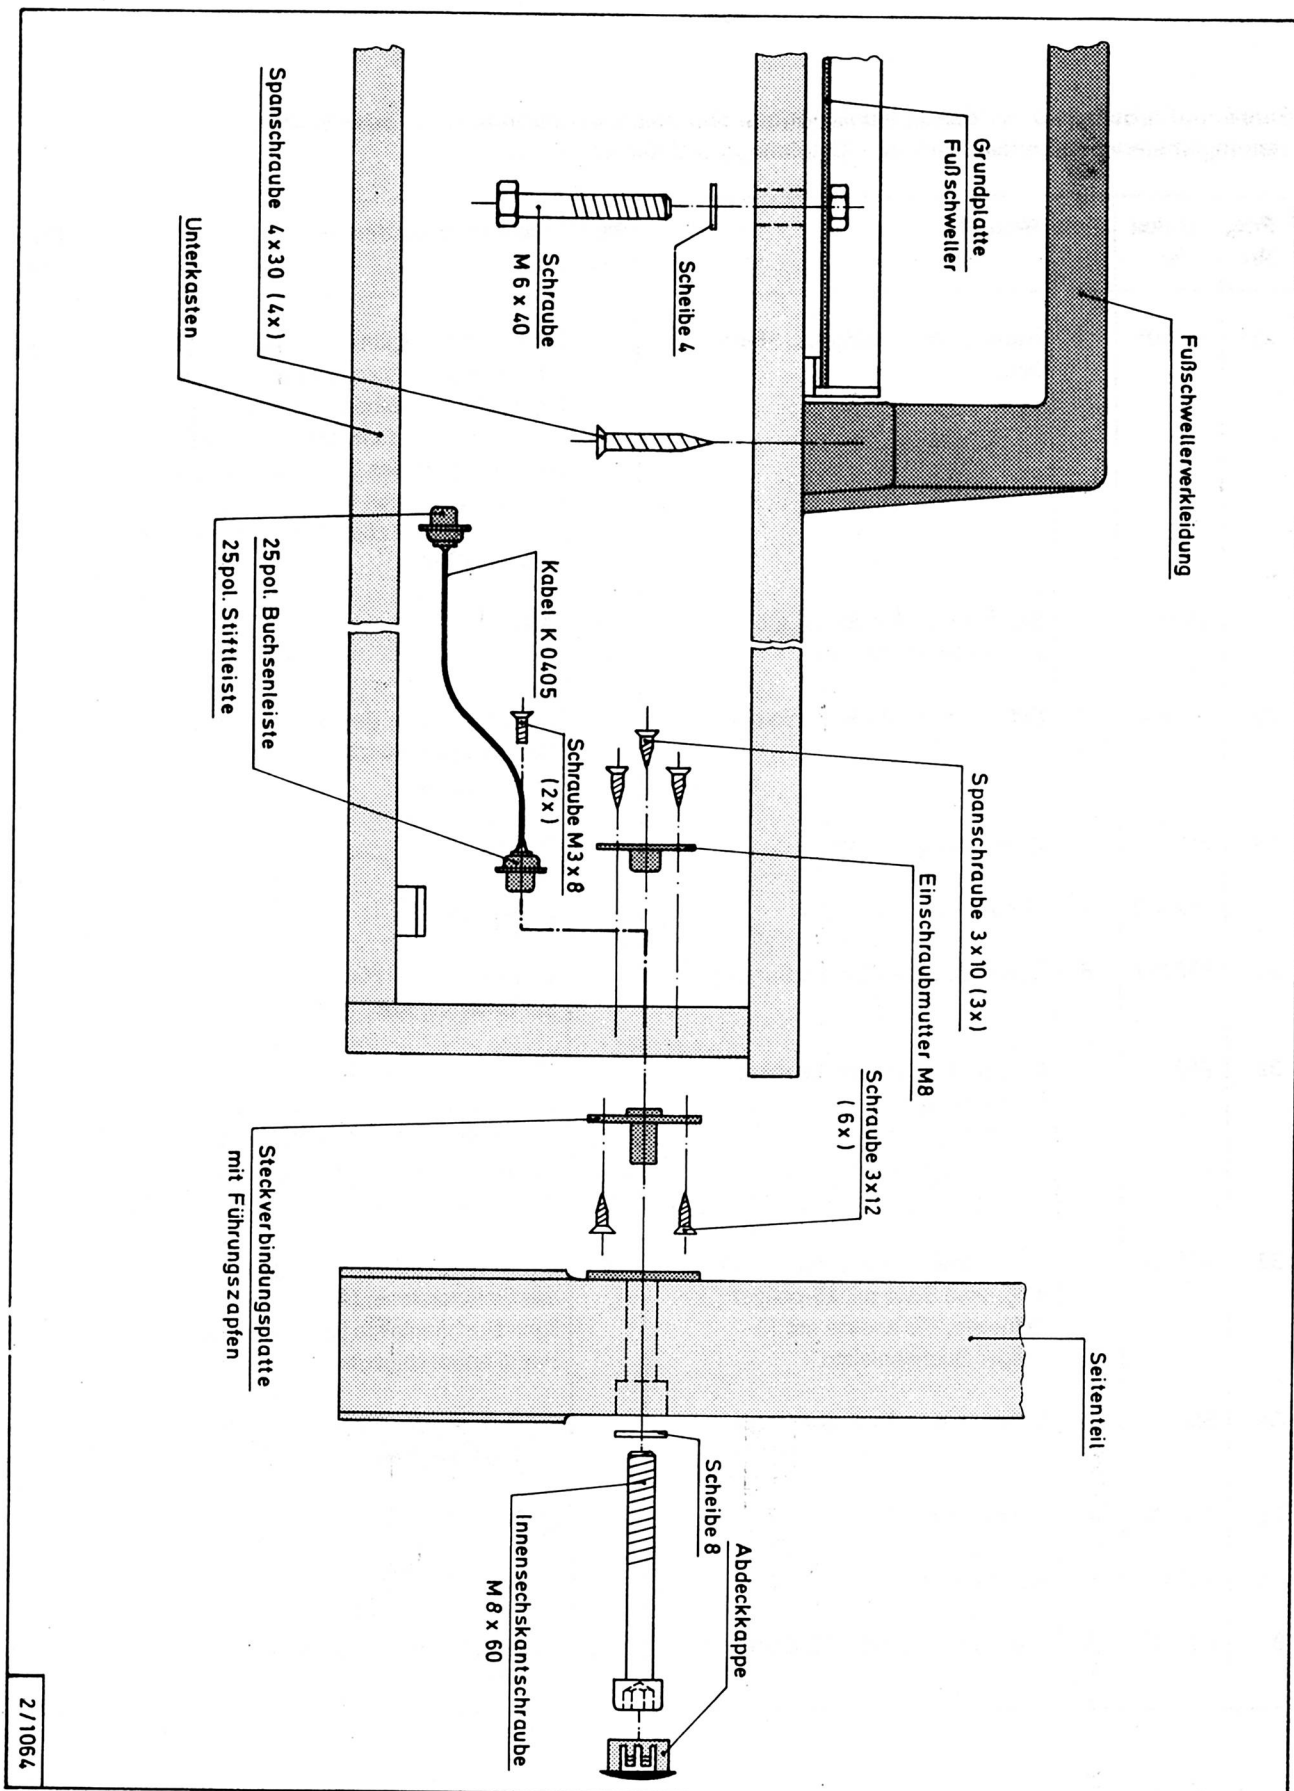 Fußschwellerverkleidung
Grundplatte
Fußschweller
Scheibe 4
Schraube
M 6 x 40
Spanschraube 4x30 (4x)
Unterkasten
Spanschraube 3x10 (3x)
Einschraubmutter M8
Schraube 3x12
(6x)
Kabel K 0405
Schraube M3x8
(2x)
25pol. Buchsenleiste
25pol. Stiftleiste
Steckverbindungsplatte
mit Führungszapfen
Seitenteil
Scheibe 8
Abdeckkappe
Innensechskantschraube
M 8 x 60
2/1064